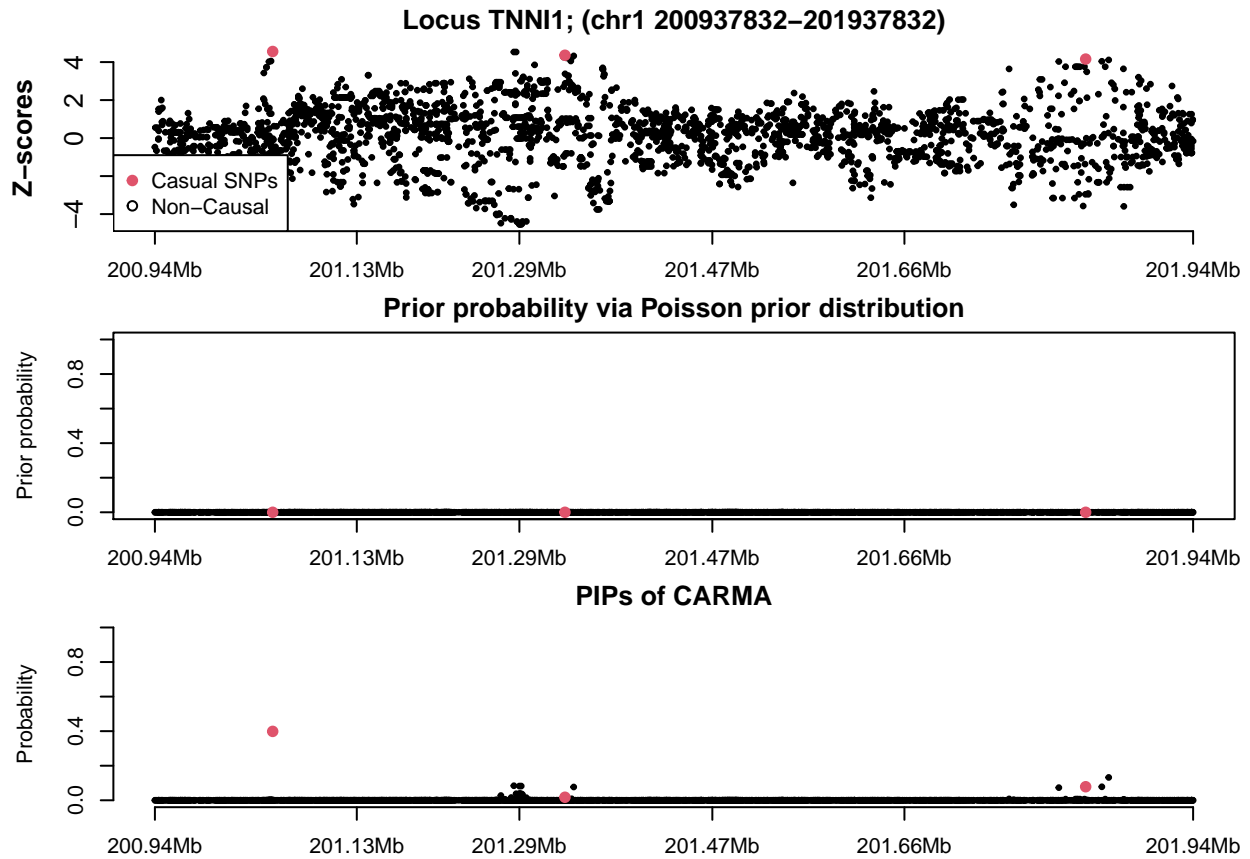 Locus TNNI1; (chr1 200937832−201937832)
Z−scores
4
2
0
−4
Casual SNPs
Non−Causal
200.94Mb 201.13Mb 201.29Mb 201.47Mb 201.66Mb 201.94Mb
Prior probability via Poisson prior distribution
Prior probability
0.8
0.4
0.0
200.94Mb 201.13Mb 201.29Mb 201.47Mb 201.66Mb 201.94Mb
PIPs of CARMA
Probability
0.8
0.4
0.0
200.94Mb 201.13Mb 201.29Mb 201.47Mb 201.66Mb 201.94Mb